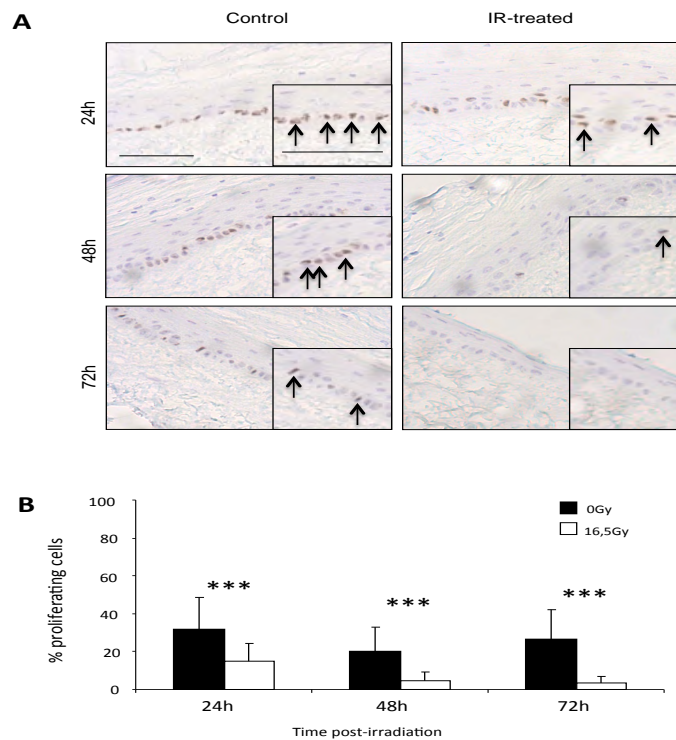 A
Control
IR-treated
24h
48h
72h
B
% proliferating cells
100
80
60
40
20
0
***
***
***
0Gy
16,5Gy
24h
48h
72h
Time post-irradiation